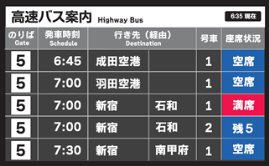 高速バス案内 Highway Bus 6:35 現在
のりば 発車時刻 行き先（経由） 号車 座席状況
Gate Schedule Destination
5 6:45 成田空港 1 空席
5 7:00 羽田空港 1 空席
5 7:00 新宿 石和 1 満席
5 7:00 新宿 石和 2 残5
5 7:30 新宿 南甲府 1 空席